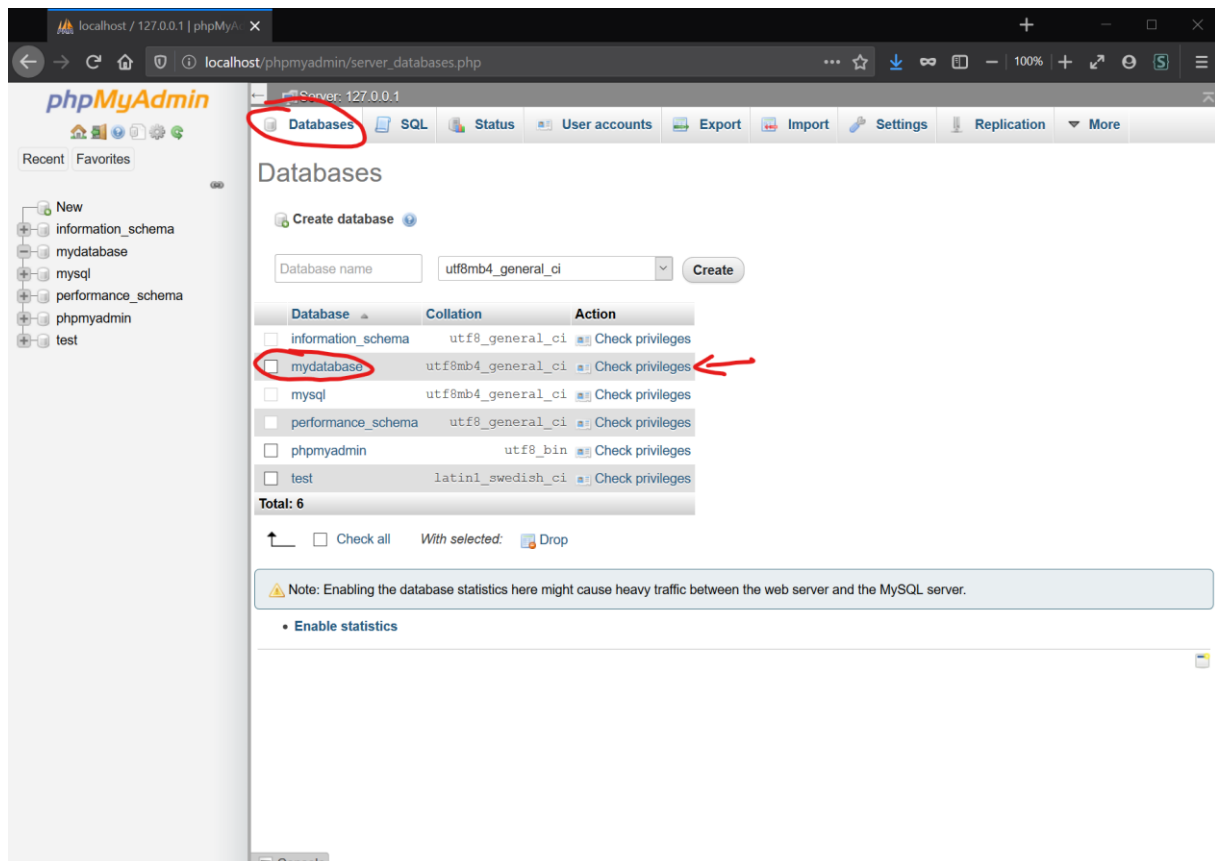 localhost / 127.0.0.1 | phpMyA
localhost/phpmyadmin/server_databases.php
100%
phpMyAdmin
Recent Favorites
New
information_schema
mydatabase
mysql
performance_schema
phpmyadmin
test
Server: 127.0.0.1
Databases SQL Status User accounts Export Import Settings Replication More
Databases
Create database
Database name utf8mb4_general_ci Create
Database Collation Action
information_schema utf8_general_ci Check privileges
mydatabase utf8mb4_general_ci Check privileges
mysql utf8mb4_general_ci Check privileges
performance_schema utf8_general_ci Check privileges
phpmyadmin utf8_bin Check privileges
test latin1_swedish_ci Check privileges
Total: 6
Check all With selected: Drop
Note: Enabling the database statistics here might cause heavy traffic between the web server and the MySQL server.
• Enable statistics
Console